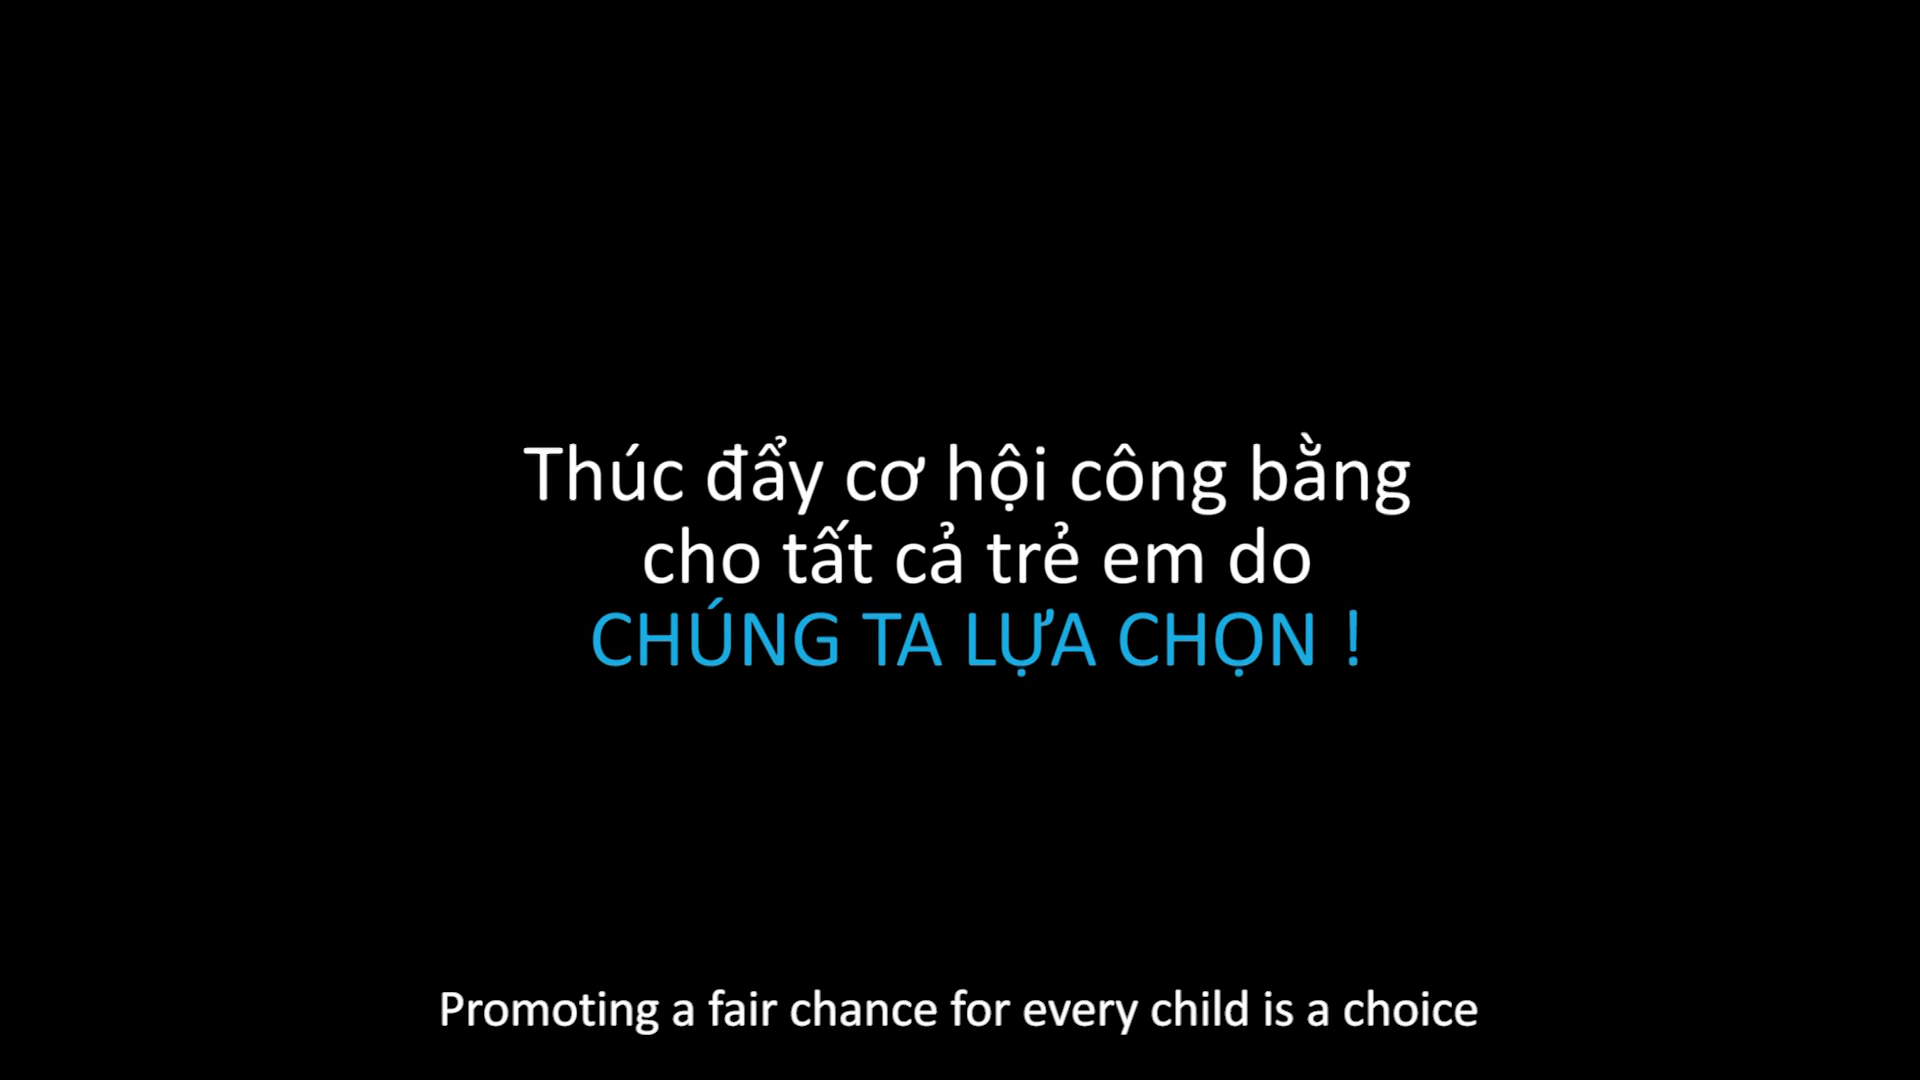 Thúc đẩy cơ hội công bằng
cho tất cả trẻ em do
CHÚNG TA LỰA CHỌN !
Promoting a fair chance for every child is a choice